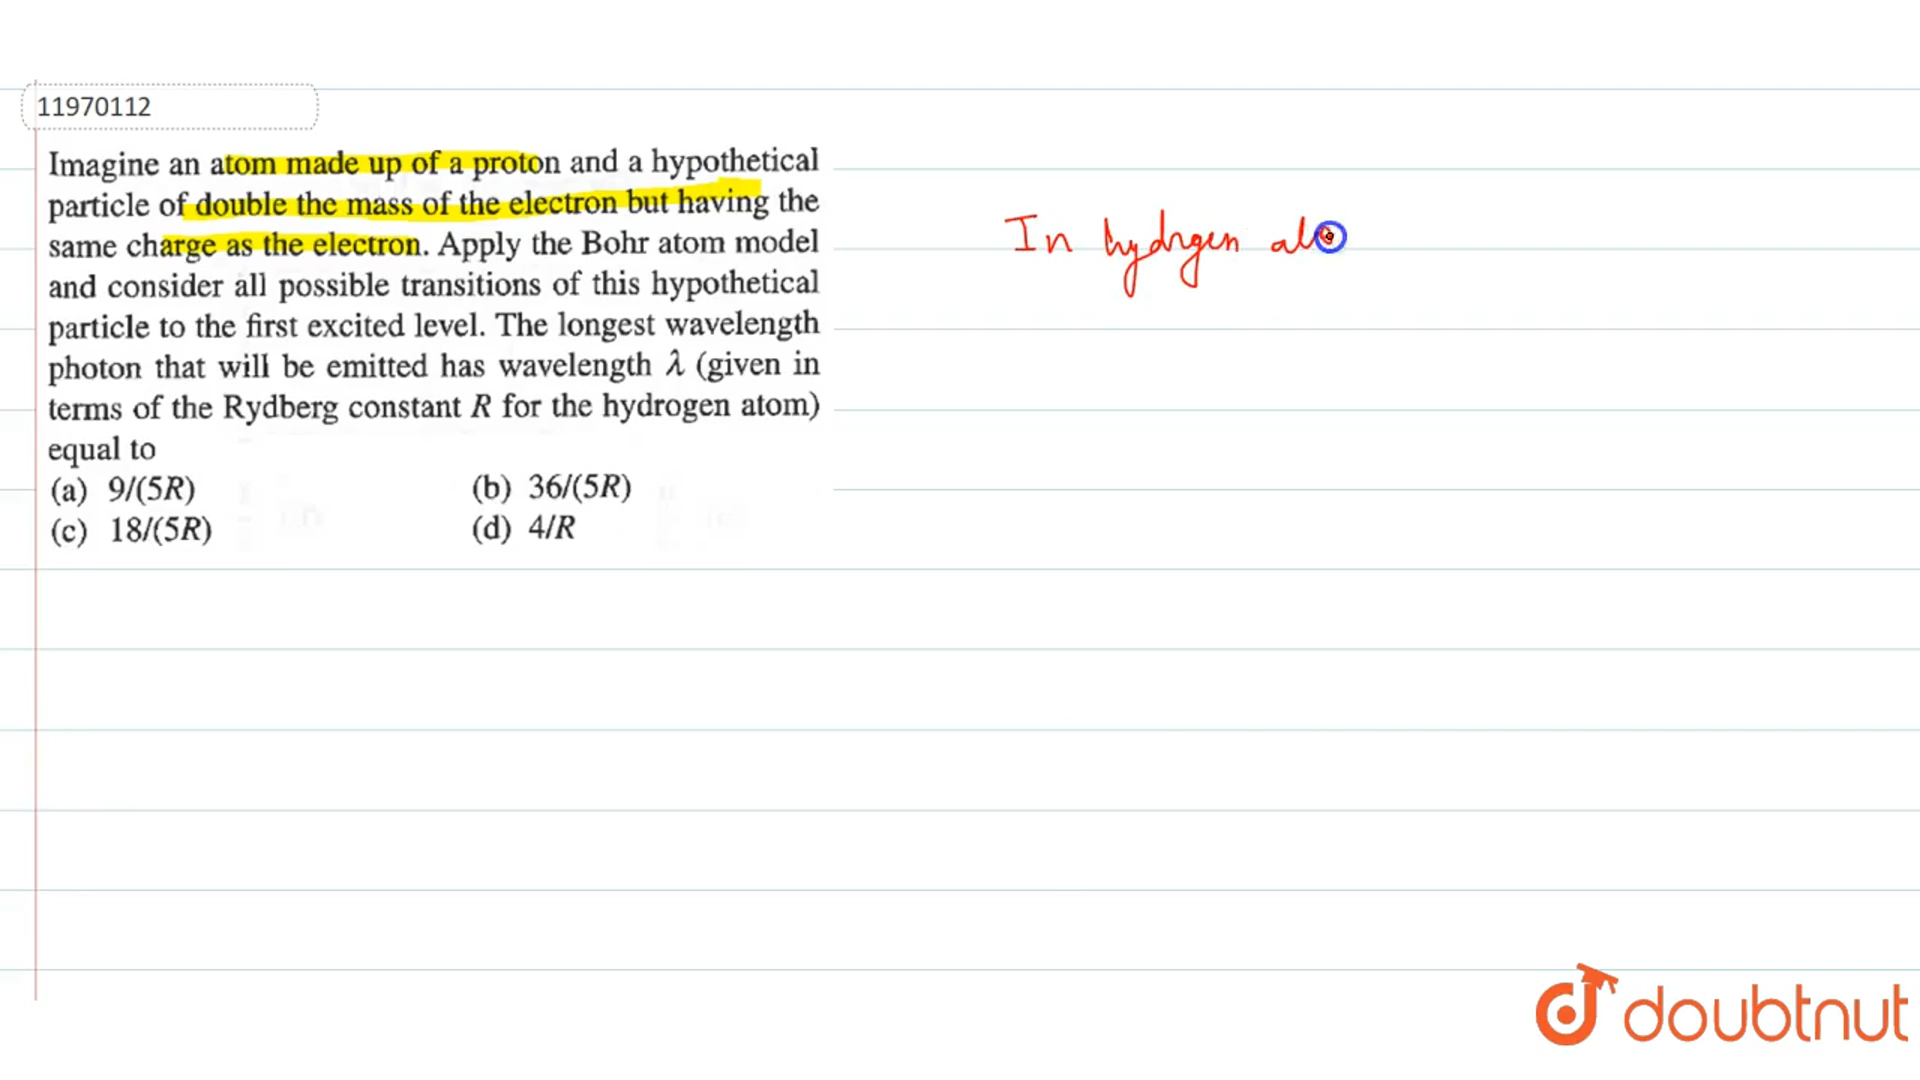 11970112
Imagine an atom made up of a proton and a hypothetical
particle of double the mass of the electron but having the
same charge as the electron. Apply the Bohr atom model
and consider all possible transitions of this hypothetical
particle to the first excited level. The longest wavelength
photon that will be emitted has wavelength λ (given in
terms of the Rydberg constant R for the hydrogen atom)
equal to
(a) 9/(5R) (b) 36/(5R)
(c) 18/(5R) (d) 4/R
In hydrgen
doubtnut